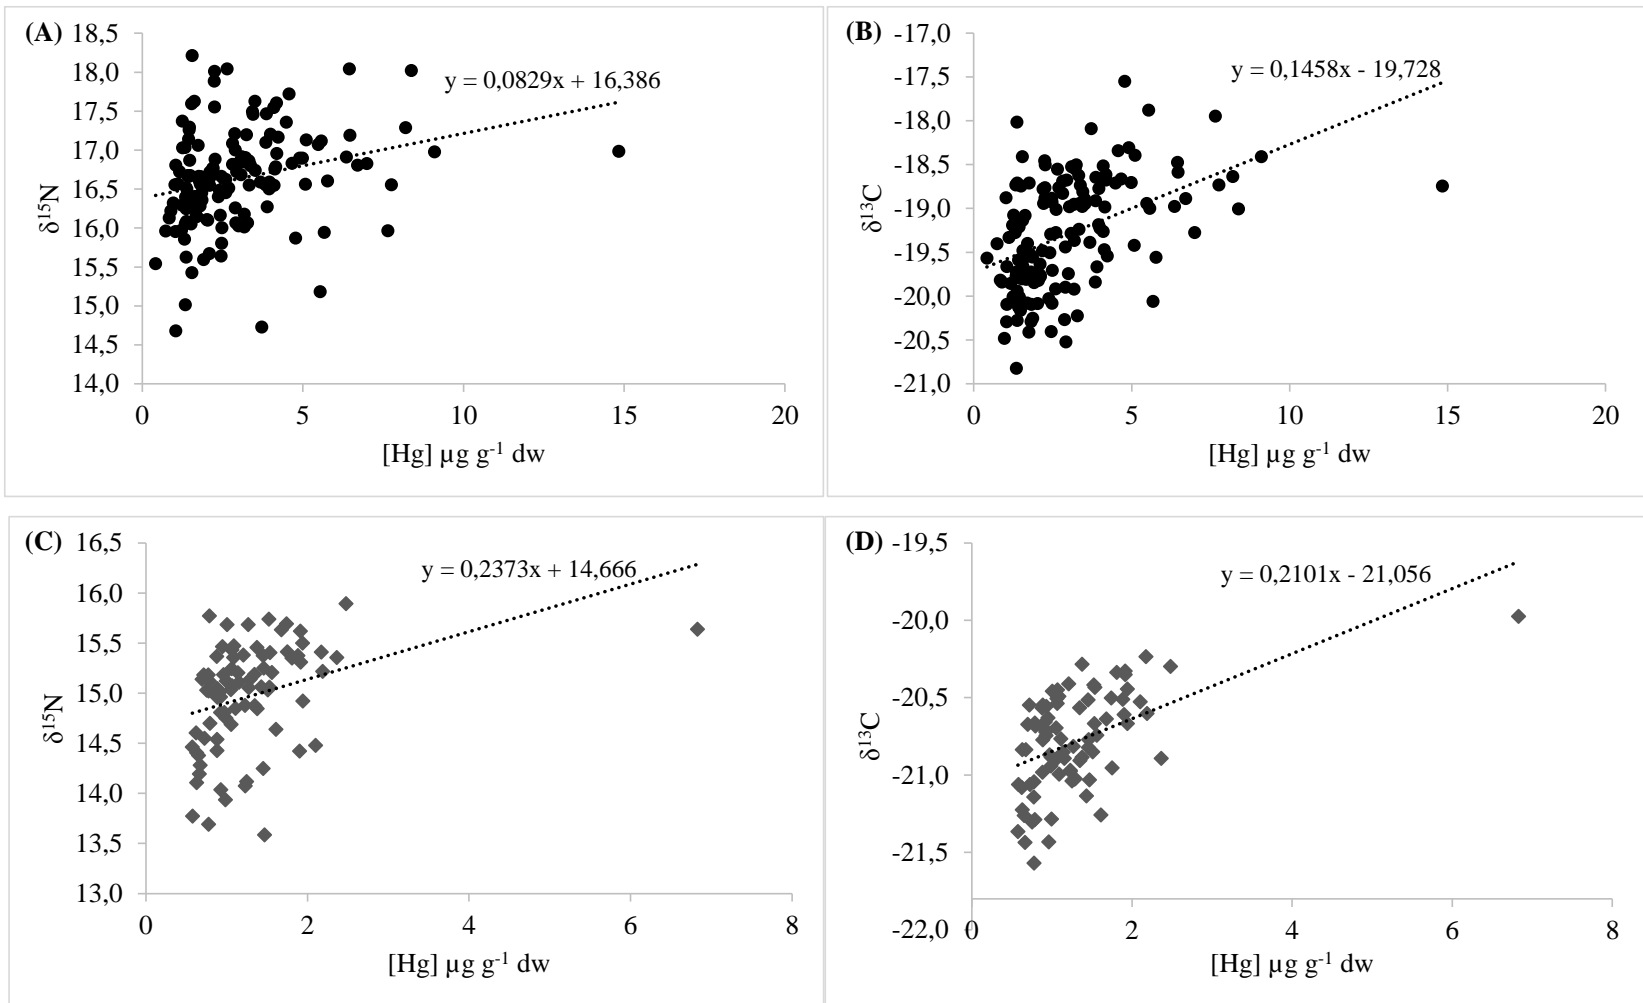 (A)
18,5
18,0
17,5
17,0
16,5
16,0
15,5
15,0
14,5
14,0
δ¹⁵N
y = 0,0829x + 16,386
0 5 10 15 20
[Hg] µg g⁻¹ dw
(B)
-17,0
-17,5
-18,0
-18,5
-19,0
-19,5
-20,0
-20,5
-21,0
δ¹³C
y = 0,1458x - 19,728
0 5 10 15 20
[Hg] µg g⁻¹ dw
(C)
16,5
16,0
15,5
15,0
14,5
14,0
13,5
13,0
δ¹⁵N
y = 0,2373x + 14,666
0 2 4 6 8
[Hg] µg g⁻¹ dw
(D)
-19,5
-20,0
-20,5
-21,0
-21,5
-22,0
δ¹³C
y = 0,2101x - 21,056
0 2 4 6 8
[Hg] µg g⁻¹ dw